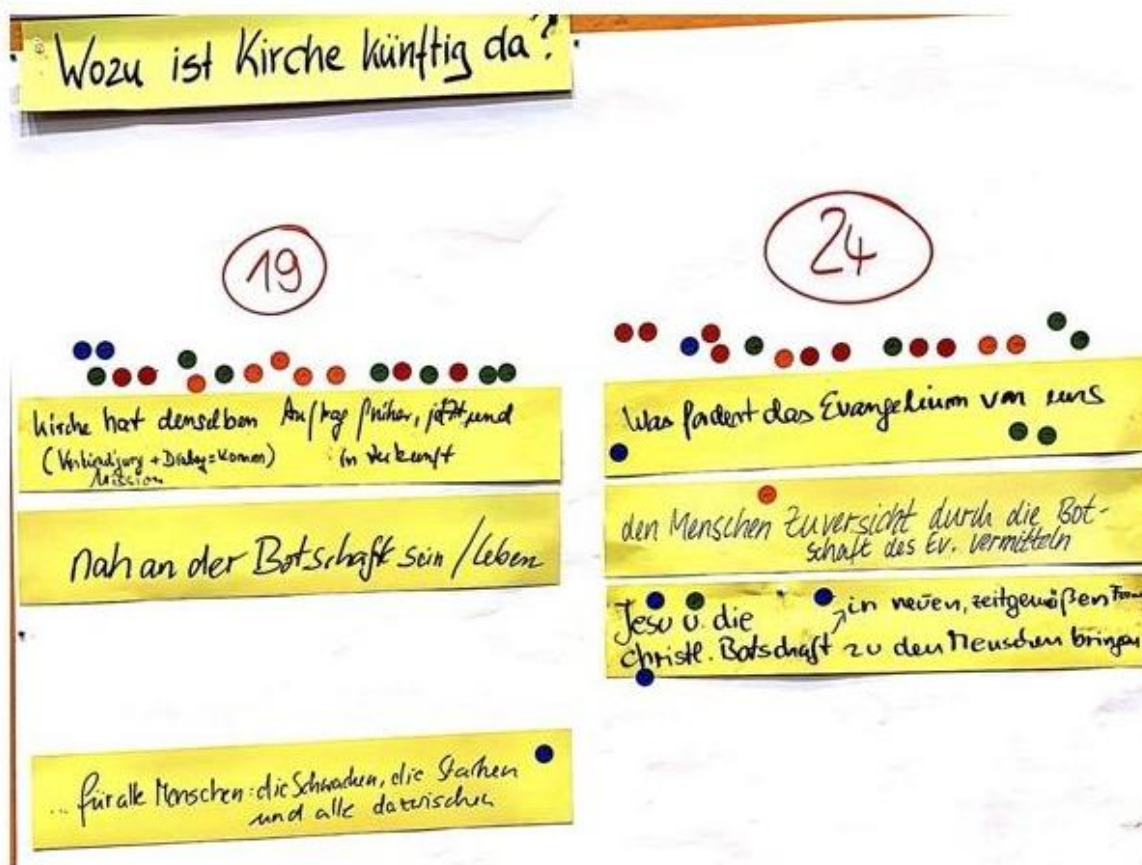 Wozu ist Kirche künftig da?
19
Kirche hat denselben Auftrag früher, jetzt und
(Verkündigung + Dialog = Komen) in Zukunft
Mission
nah an der Botschaft sein / leben
... für alle Menschen: die Schwachen, die Starken
und alle dazwischen
24
Was fordert das Evangelium von uns
den Menschen Zuversicht durch die Bot-
schaft des Ev. vermitteln
Jesu u. die in neuen, zeitgemäßen
christl. Botschaft zu den Menschen bringen